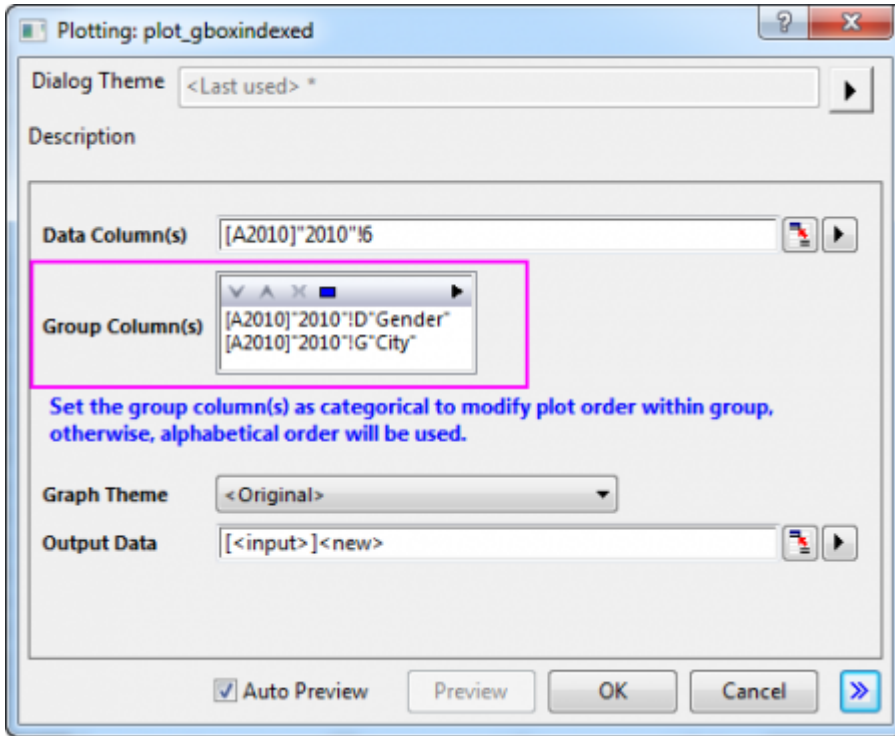 Plotting: plot_gboxindexed
Dialog Theme
<Last used> *
Description
Data Column(s)
[A2010]"2010"!6
Group Column(s)
[A2010]"2010"!D"Gender"
[A2010]"2010"!G"City"
Set the group column(s) as categorical to modify plot order within group,
otherwise, alphabetical order will be used.
Graph Theme
<Original>
Output Data
[<input>]<new>
Auto Preview
Preview
OK
Cancel